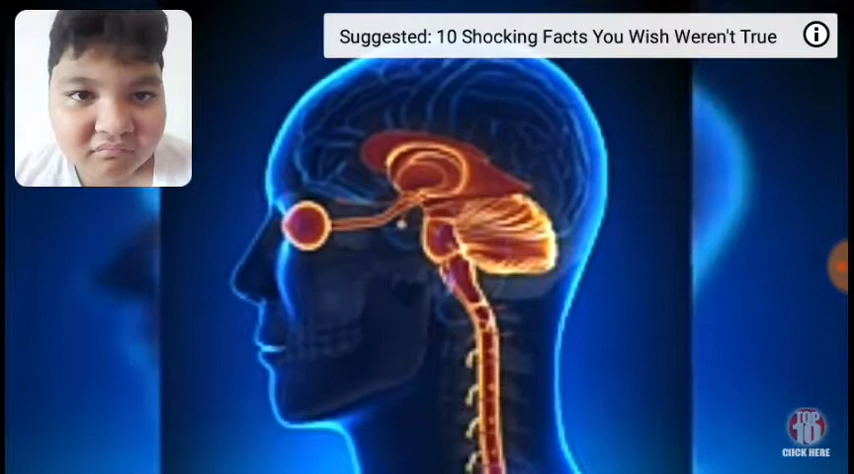 Suggested: 10 Shocking Facts You Wish Weren't True
TOP
10
CLICK HERE